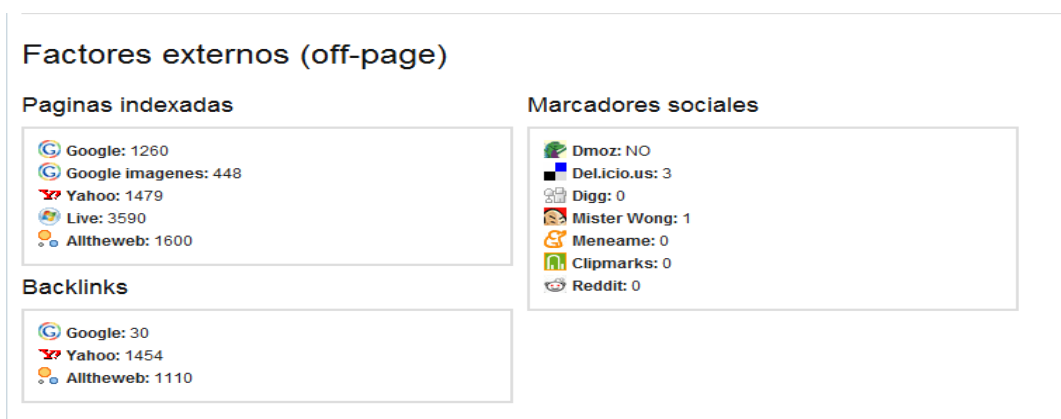 Factores externos (off-page)
Paginas indexadas
Google: 1260
Google imagenes: 448
Yahoo: 1479
Live: 3590
Alltheweb: 1600
Backlinks
Google: 30
Yahoo: 1454
Alltheweb: 1110
Marcadores sociales
Dmoz: NO
Del.icio.us: 3
Digg: 0
Mister Wong: 1
Meneame: 0
Clipmarks: 0
Reddit: 0